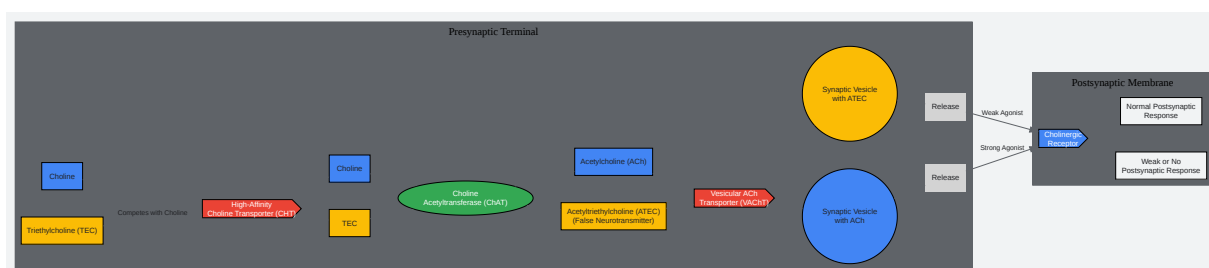 Presynaptic Terminal
Choline
Triethylcholine (TEC)
Competes with Choline
High-Affinity
Choline Transporter (CHT)
Choline
TEC
Choline
Acetyltransferase (ChAT)
Acetylcholine (ACh)
Acetyltriethylcholine (ATEC)
(False Neurotransmitter)
Vesicular ACh
Transporter (VAChT)
Synaptic Vesicle
with ATEC
Synaptic Vesicle
with ACh
Release
Release
Weak Agonist
Strong Agonist
Postsynaptic Membrane
Cholinergic
Receptor
Normal Postsynaptic
Response
Weak or No
Postsynaptic Response